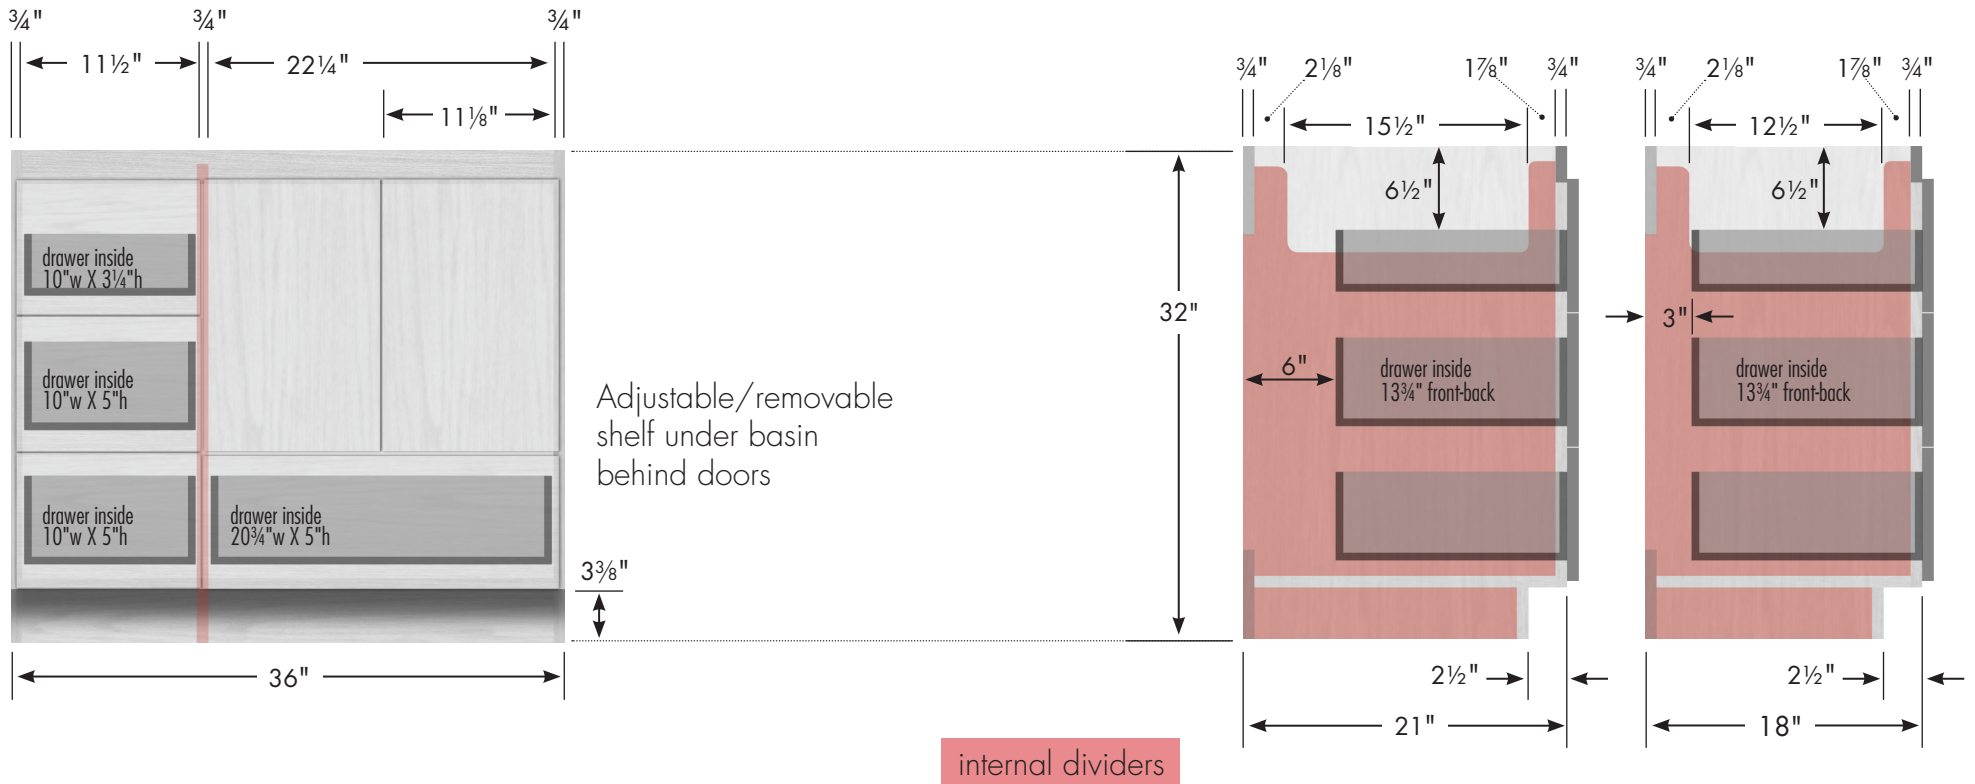 ¾" ¾" ¾"
11½" 22¼"
11⅛"
drawer inside
10"w X 3¼"h
drawer inside
10"w X 5"h
drawer inside
10"w X 5"h
drawer inside
20¾"w X 5"h
36"
3⅜"
Adjustable/removable
shelf under basin
behind doors
32"
¾" 2⅛" 1⅞" ¾"
15½"
6½"
6"
drawer inside
13¾" front-back
2½"
21"
¾" 2⅛" 1⅞" ¾"
12½"
6½"
3"
drawer inside
13¾" front-back
2½"
18"
internal dividers